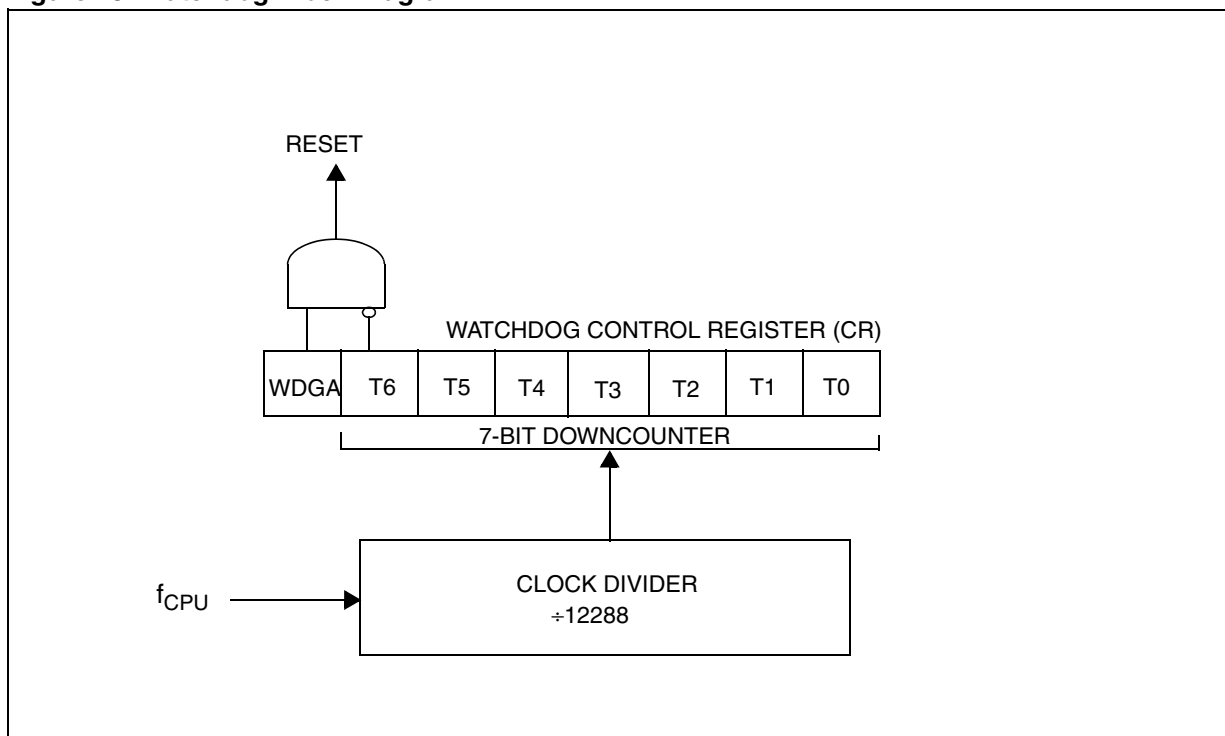 RESET
WATCHDOG CONTROL REGISTER (CR)
WDGA T6 T5 T4 T3 T2 T1 T0
7-BIT DOWNCOUNTER
fCPU
CLOCK DIVIDER
÷12288